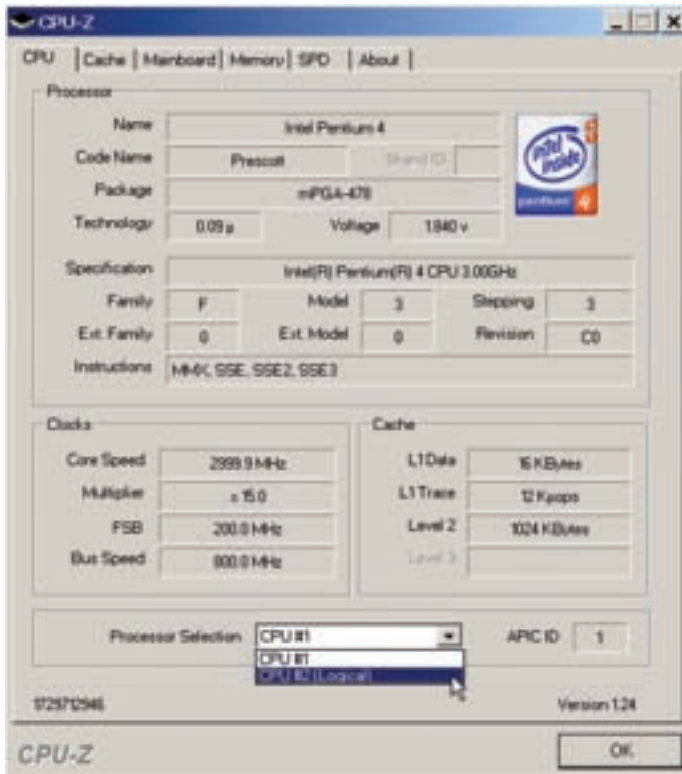 CPU-Z
CPU Cache Mainboard Memory SPD About
Processor
Name Intel Pentium 4
Code Name Prescott Brand ID
Package mPGA-478
Technology 0.09 µ Voltage 1.840 v
Specification Intel(R) Pentium(R) 4 CPU 3.00GHz
Family F Model 3 Stepping 3
Ext. Family 0 Ext. Model 0 Revision C0
Instructions MMX, SSE, SSE2, SSE3
intel inside
pentium 4
Clocks
Core Speed 2999.9 MHz
Multiplier x 15.0
FSB 200.0 MHz
Bus Speed 800.0 MHz
Cache
L1 Data 16 KBytes
L1 Trace 12 Kµops
Level 2 1024 KBytes
Level 3
Processor Selection CPU #1 APIC ID 1
CPU #1
CPU #2 (Logical)
1729712946 Version 1.24
CPU-Z OK